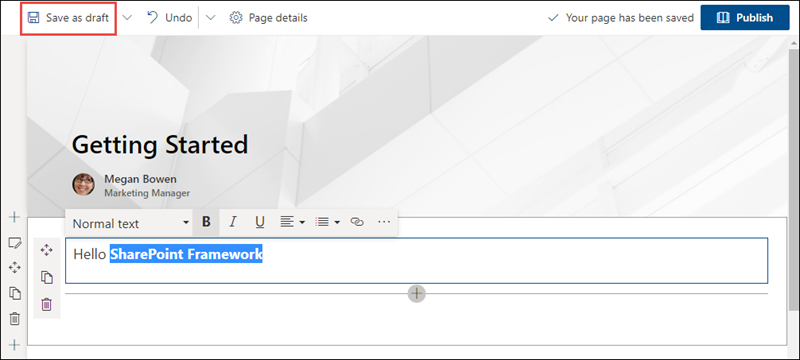 Save as draft Undo Page details Your page has been saved Publish
Getting Started
Megan Bowen
Marketing Manager
Normal text B I U
Hello SharePoint Framework